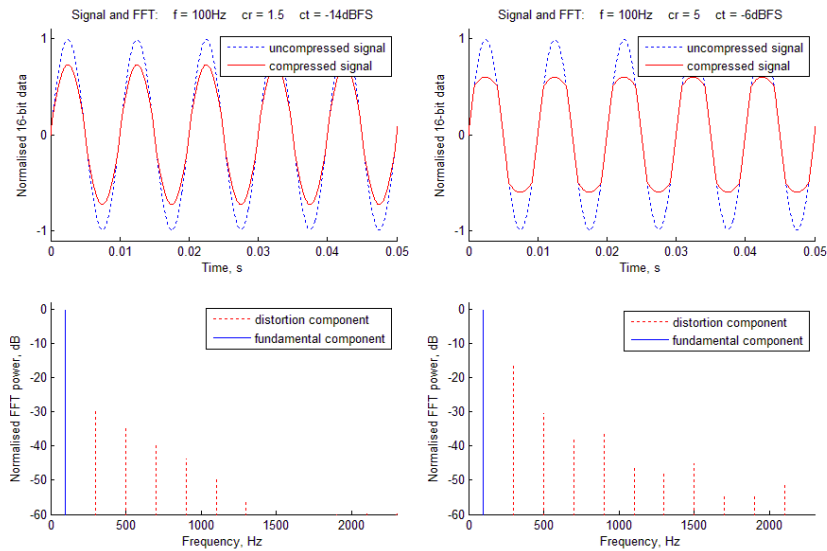 Signal and FFT: f = 100Hz cr = 1.5 ct = -14dBFS
1
0
-1
Normalised 16-bit data
uncompressed signal
compressed signal
0 0.01 0.02 0.03 0.04 0.05
Time, s
Signal and FFT: f = 100Hz cr = 5 ct = -6dBFS
1
0
-1
Normalised 16-bit data
uncompressed signal
compressed signal
0 0.01 0.02 0.03 0.04 0.05
Time, s
0
-10
-20
-30
-40
-50
-60
Normalised FFT power, dB
distortion component
fundamental component
0 500 1000 1500 2000
Frequency, Hz
0
-10
-20
-30
-40
-50
-60
Normalised FFT power, dB
distortion component
fundamental component
0 500 1000 1500 2000
Frequency, Hz